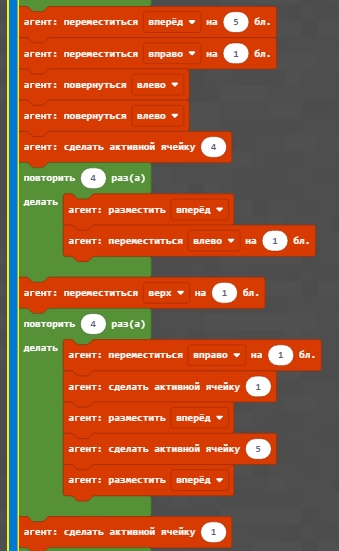 агент: переместиться вперёд на 5 бл.
агент: переместиться вправо на 1 бл.
агент: повернуться влево
агент: повернуться влево
агент: сделать активной ячейку 4
повторить 4 раз(а)
делать агент: разместить вперёд
агент: переместиться влево на 1 бл.
агент: переместиться верх на 1 бл.
повторить 4 раз(а)
делать агент: переместиться вправо на 1 бл.
агент: сделать активной ячейку 1
агент: разместить вперёд
агент: сделать активной ячейку 5
агент: разместить вперёд
агент: сделать активной ячейку 1